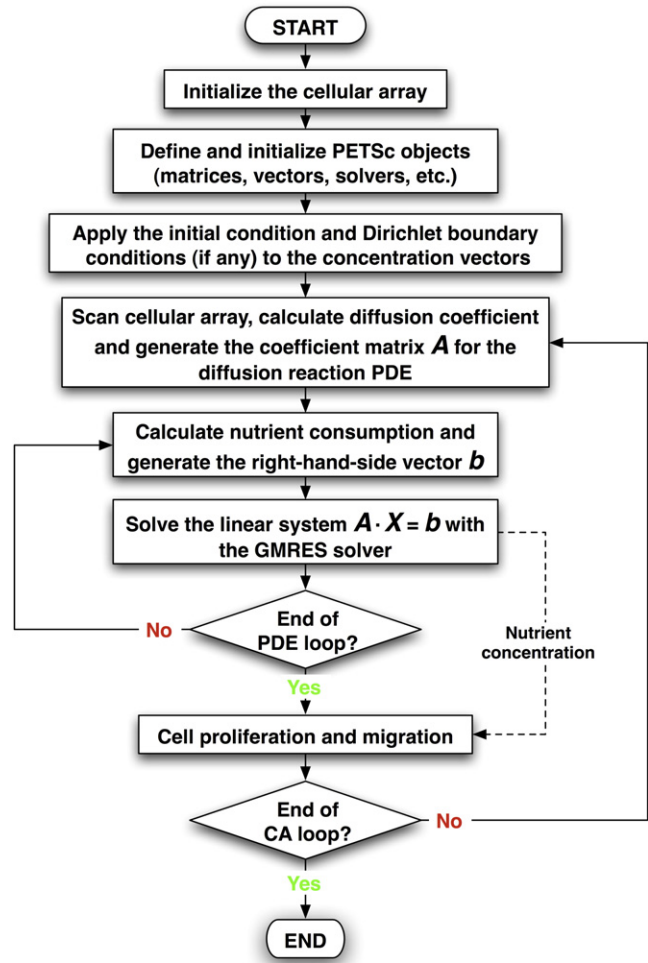 START
Initialize the cellular array
Define and initialize PETSc objects
(matrices, vectors, solvers, etc.)
Apply the initial condition and Dirichlet boundary
conditions (if any) to the concentration vectors
Scan cellular array, calculate diffusion coefficient
and generate the coefficient matrix A for the
diffusion reaction PDE
Calculate nutrient consumption and
generate the right-hand-side vector b
Solve the linear system A · X = b with
the GMRES solver
End of
PDE loop?
No
Yes
Nutrient
concentration
Cell proliferation and migration
End of
CA loop?
No
Yes
END